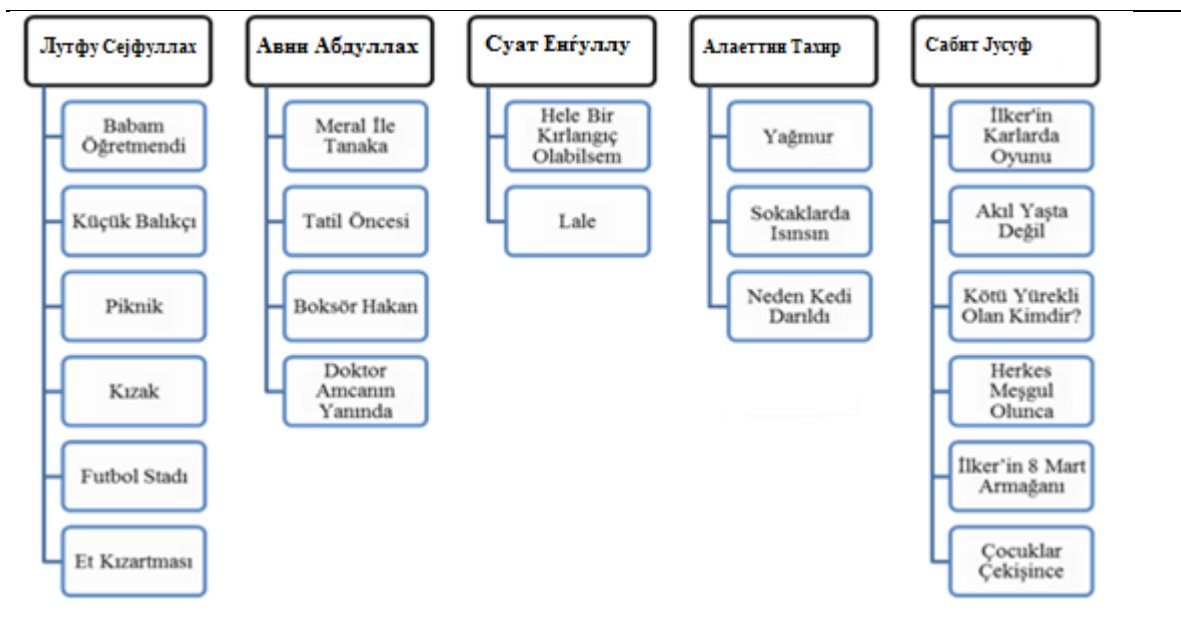 Лутфу Сејфуллах
Babam
Öğretmendi
Küçük Balıkçı
Piknik
Kızak
Futbol Stadı
Et Kızartması
Авни Абдуллах
Meral İle
Tanaka
Tatil Öncesi
Boksör Hakan
Doktor
Amcanın
Yanında
Суат Енѓуллу
Hele Bir
Kırlangıç
Olabilsem
Lale
Алаеттин Тахир
Yağmur
Sokaklarda
Isınsın
Neden Kedi
Darıldı
Сабит Јусуф
İlker'in
Karlarda
Oyunu
Akıl Yaşta
Değil
Kötü Yürekli
Olan Kimdir?
Herkes
Meşgul
Olunca
İlker’in 8 Mart
Armağanı
Çocuklar
Çekişince